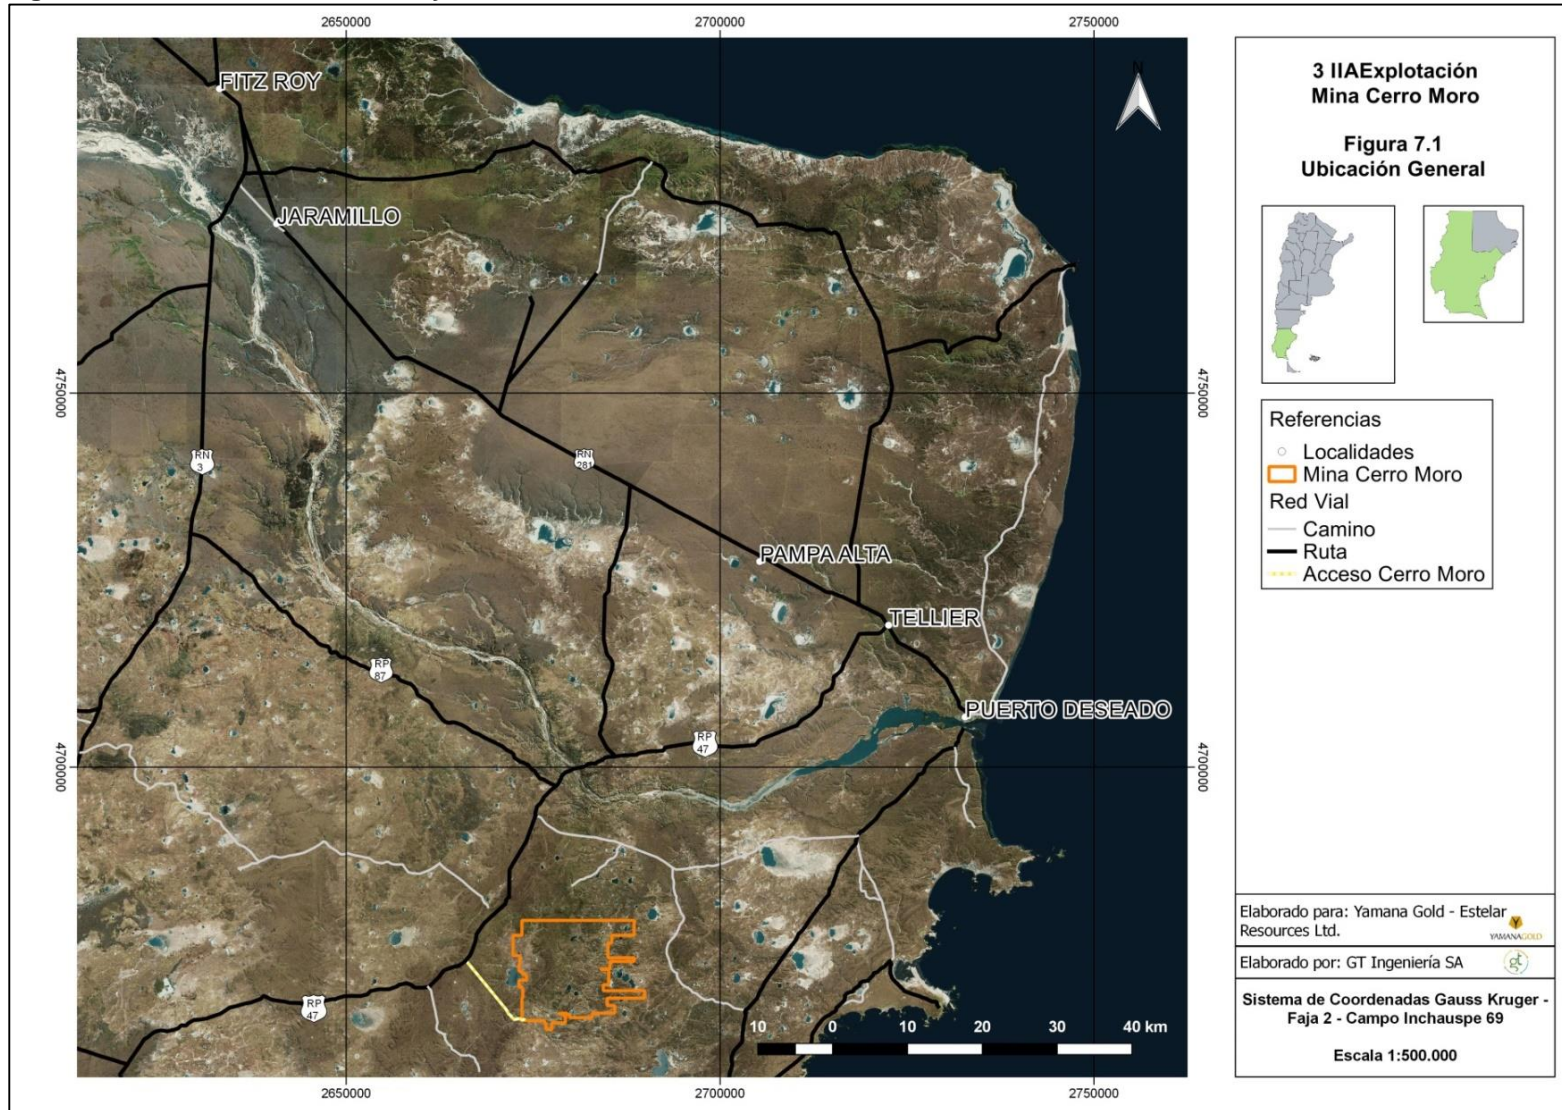 2650000
2700000
2750000
FITZ ROY
N
JARAMILLO
4750000
4750000
RN
3
RN
281
PAMPA ALTA
TELLIER
RP
87
PUERTO DESEADO
RP
47
4700000
4700000
RP
47
10 0 10 20 30 40 km
2650000
2700000
2750000
3 IIAExplotación
Mina Cerro Moro
Figura 7.1
Ubicación General
Referencias
Localidades
Mina Cerro Moro
Red Vial
Camino
Ruta
Acceso Cerro Moro
Elaborado para: Yamana Gold - Estelar
Resources Ltd.
YAMANAGOLD
Elaborado por: GT Ingeniería SA
gt
Sistema de Coordenadas Gauss Kruger -
Faja 2 - Campo Inchauspe 69
Escala 1:500.000